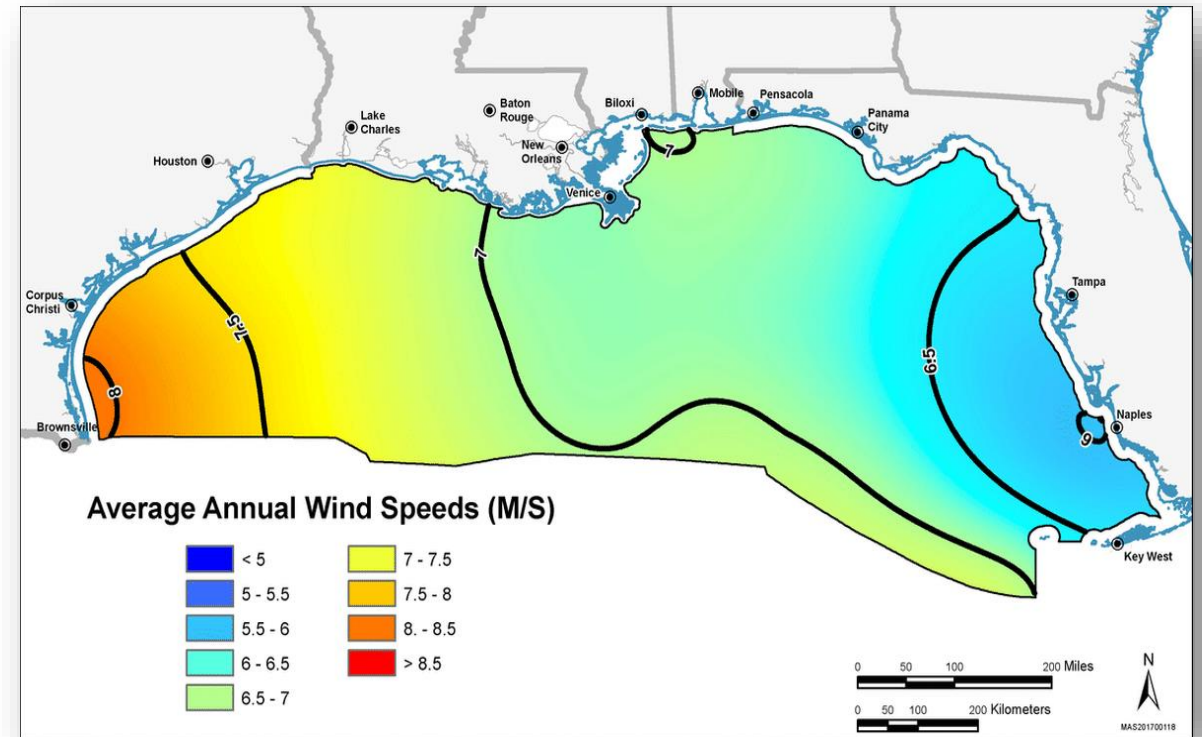 Mobile
Pensacola
Biloxi
Baton
Rouge
Panama
City
Lake
Charles
New
Orleans
Houston
7
Venice
7
Tampa
Corpus
Christi
7.5
6.5
8
Naples
6
Brownsville
Average Annual Wind Speeds (M/S)
< 5
7 - 7.5
5 - 5.5
7.5 - 8
5.5 - 6
8. - 8.5
6 - 6.5
> 8.5
6.5 - 7
Key West
0 50 100 200 Miles
0 50 100 200 Kilometers
N
MAS201700118